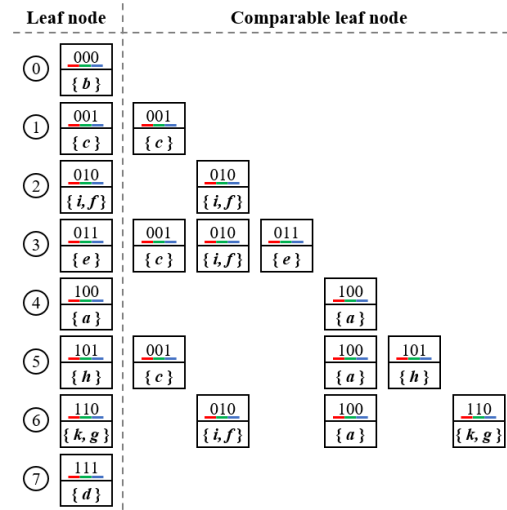 Leaf node Comparable leaf node
0 000
{b}
1 001 001
{c} {c}
2 010 010
{i,f} {i,f}
3 011 001 010 011
{e} {c} {i,f} {e}
4 100 100
{a} {a}
5 101 001 100 101
{h} {c} {a} {h}
6 110 010 100 110
{k,g} {i,f} {a} {k,g}
7 111
{d}